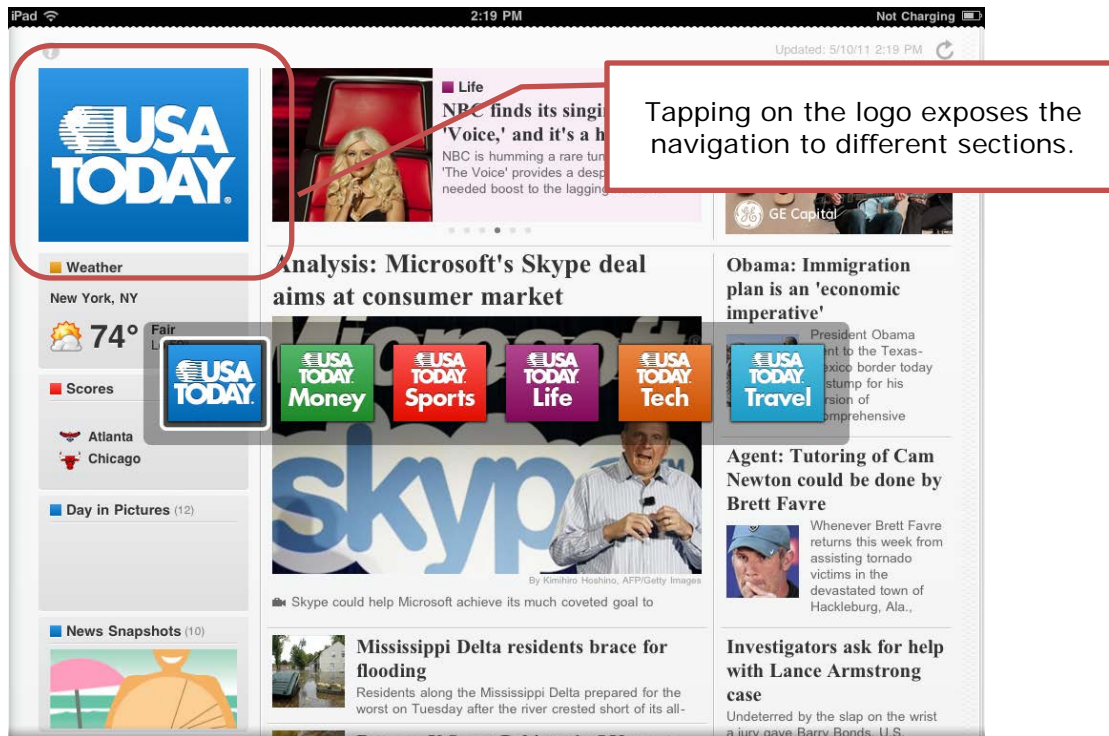 iPad 2:19 PM Not Charging
Updated: 5/10/11 2:19 PM
USA
TODAY.
Life
NBC finds its singi
'Voice,' and it's a h
NBC is humming a rare tun
'The Voice' provides a desp
needed boost to the lagging
Tapping on the logo exposes the
navigation to different sections.
GE Capital
Weather
New York, NY
74°
Fair
Scores
Atlanta
Chicago
Day in Pictures (12)
News Snapshots (10)
Analysis: Microsoft's Skype deal
aims at consumer market
Microsoft
skype
USA
TODAY.
USA
TODAY.
Money
USA
TODAY.
Sports
USA
TODAY.
Life
USA
TODAY.
Tech
USA
TODAY.
Travel
By Kimihiro Hoshino, AFP/Getty Images
Skype could help Microsoft achieve its much coveted goal to
Mississippi Delta residents brace for
flooding
Residents along the Mississippi Delta prepared for the
worst on Tuesday after the river crested short of its all-
Obama: Immigration
plan is an 'economic
imperative'
President Obama
nt to the Texas-
xico border today
stump for his
rsion of
omprehensive
Agent: Tutoring of Cam
Newton could be done by
Brett Favre
Whenever Brett Favre
returns this week from
assisting tornado
victims in the
devastated town of
Hackleburg, Ala.,
Investigators ask for help
with Lance Armstrong
case
Undeterred by the slap on the wrist
a jury gave Barry Bonds, U.S.